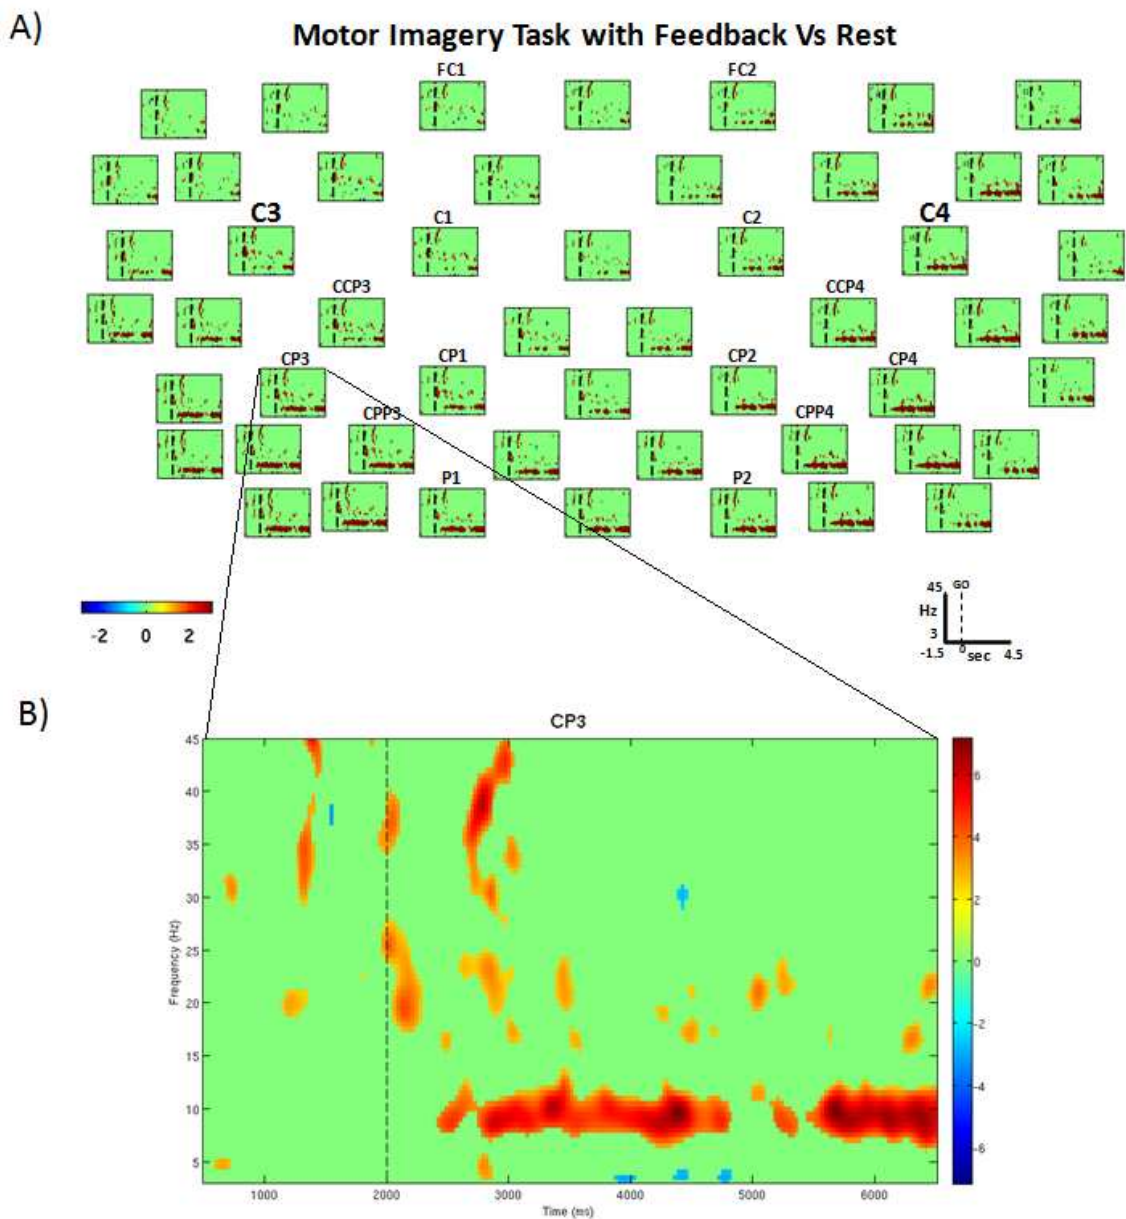 A)
Motor Imagery Task with Feedback Vs Rest
FC1 FC2
C3 C1 C2 C4
CCP3 CCP4
CP3 CP1 CP2 CP4
CPP3 CPP4
P1 P2
-2 0 2
45 GO
Hz
3
-1.5 0 sec 4.5
B)
CP3
45
40
35
30
25
20
15
10
5
Frequency (Hz)
1000 2000 3000 4000 5000 6000
Time (ms)
6
4
2
0
-2
-4
-6